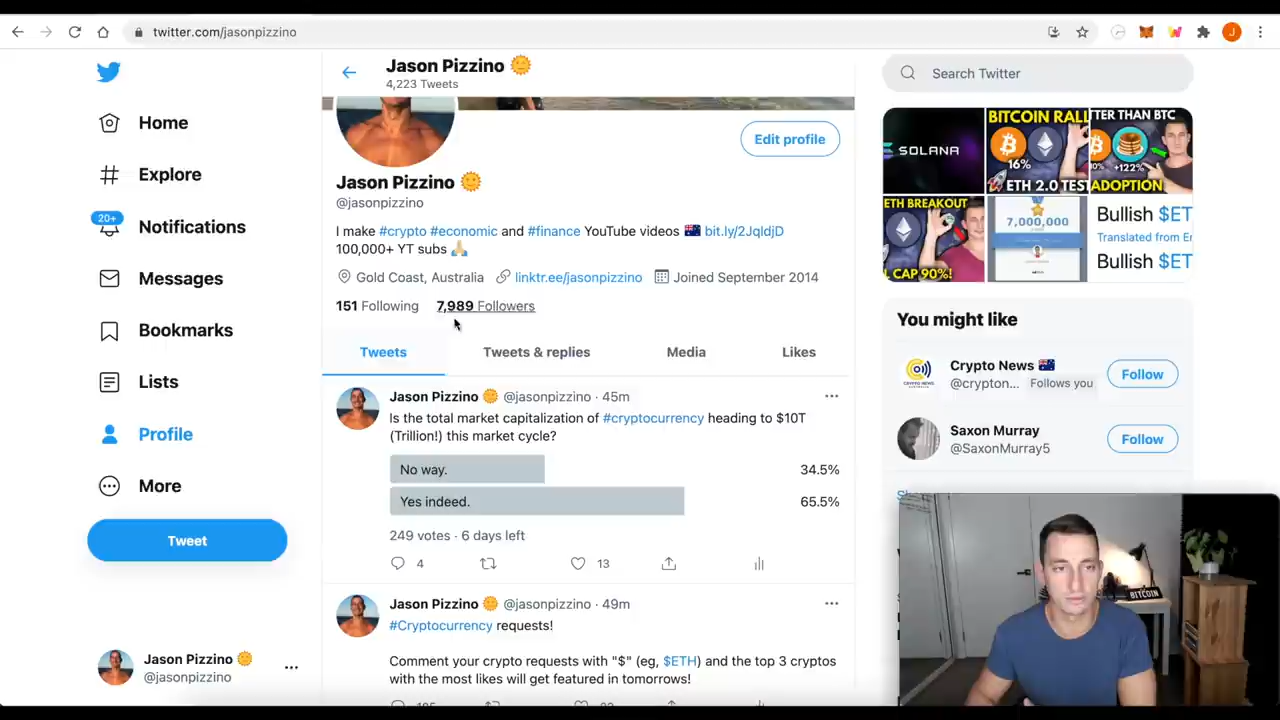 twitter.com/jasonpizzino
J
Jason Pizzino
4,223 Tweets
Search Twitter
Home
Explore
20+
Notifications
Messages
Bookmarks
Lists
Profile
More
Tweet
Jason Pizzino
@jasonpizzino
Edit profile
Jason Pizzino
@jasonpizzino
I make #crypto #economic and #finance YouTube videos 🇦🇺 bit.ly/2JqldjD
100,000+ YT subs 🙏🏼
Gold Coast, Australia linktr.ee/jasonpizzino Joined September 2014
151 Following 7,989 Followers
Tweets Tweets & replies Media Likes
Jason Pizzino @jasonpizzino · 45m
Is the total market capitalization of #cryptocurrency heading to $10T
(Trillion!) this market cycle?
No way. 34.5%
Yes indeed. 65.5%
249 votes · 6 days left
4 13
Jason Pizzino @jasonpizzino · 49m
#Cryptocurrency requests!
Comment your crypto requests with "$" (eg, $ETH) and the top 3 cryptos
with the most likes will get featured in tomorrows!
SOLANA
BITCOIN RALL
16%
ETH 2.0 TEST
TTER THAN BTC
+122%
ADOPTION
ETH BREAKOUT
CAP 90%!
7,000,000
Bullish $ET
Translated from Er
Bullish $ET
You might like
Crypto News 🇦🇺
@crypton... Follows you
Follow
Saxon Murray
@SaxonMurray5
Follow
BITCOIN